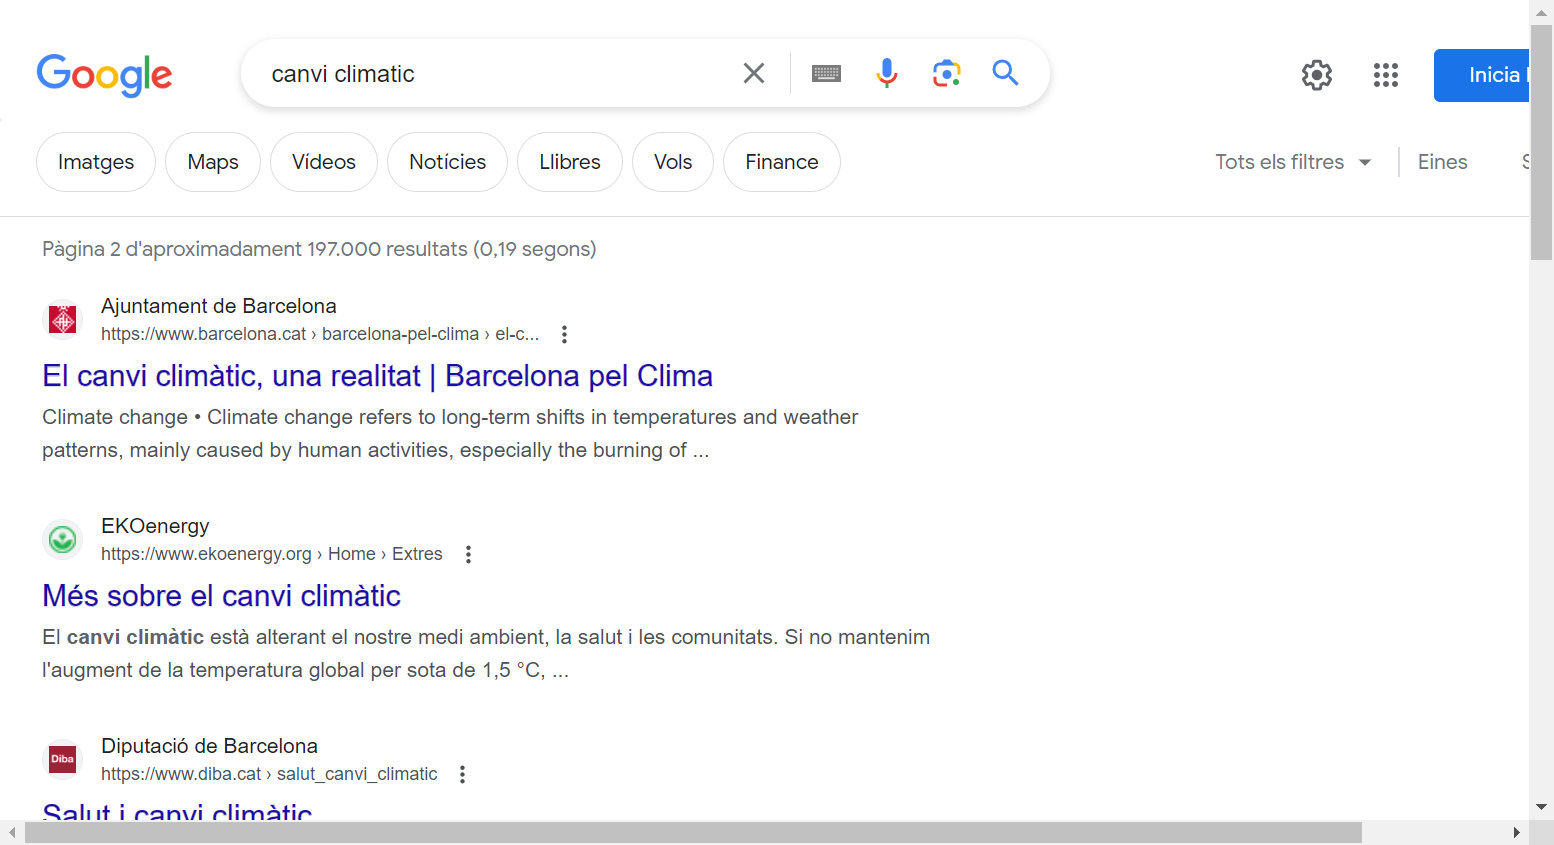 Google
canvi climatic
Inicia
Imatges
Maps
Vídeos
Notícies
Llibres
Vols
Finance
Tots els filtres
Eines
Pàgina 2 d'aproximadament 197.000 resultats (0,19 segons)
Ajuntament de Barcelona
https://www.barcelona.cat › barcelona-pel-clima › el-c...
El canvi climàtic, una realitat | Barcelona pel Clima
Climate change • Climate change refers to long-term shifts in temperatures and weather
patterns, mainly caused by human activities, especially the burning of ...
EKOenergy
https://www.ekoenergy.org › Home › Extres
Més sobre el canvi climàtic
El canvi climàtic està alterant el nostre medi ambient, la salut i les comunitats. Si no mantenim
l'augment de la temperatura global per sota de 1,5 °C, ...
Diba
Diputació de Barcelona
https://www.diba.cat › salut_canvi_climatic
Salut i canvi climàtic